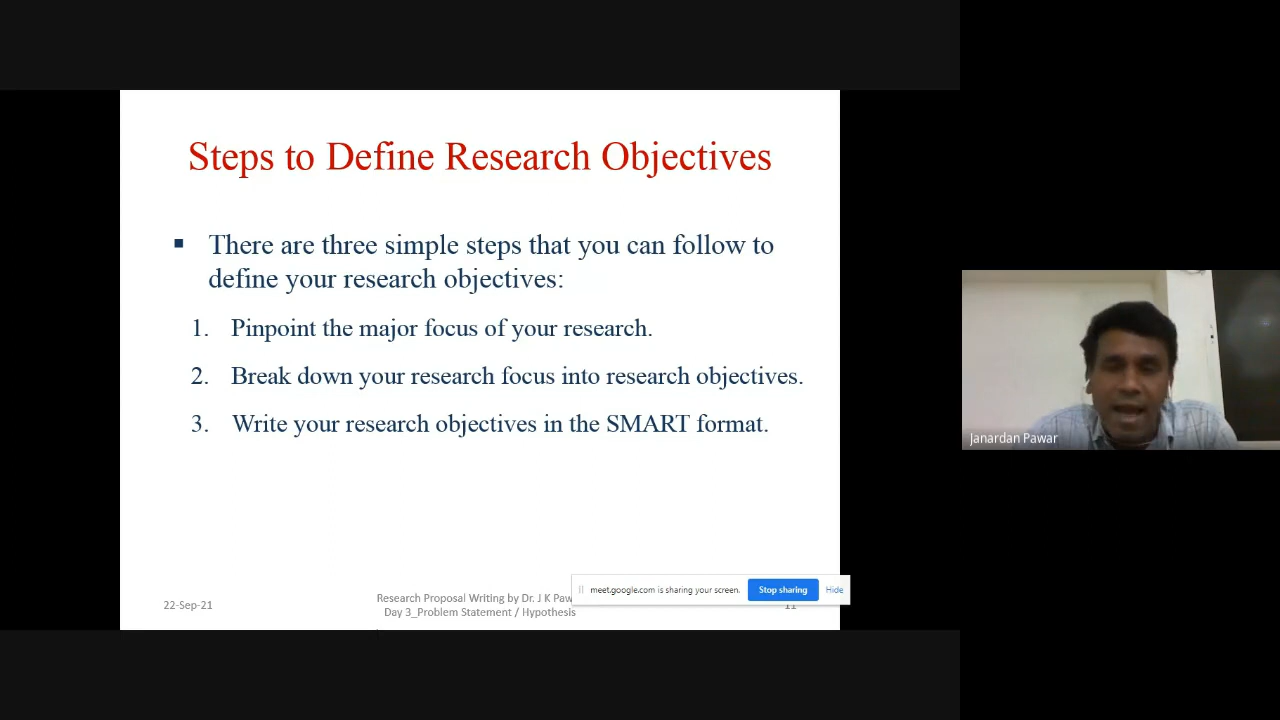 Steps to Define Research Objectives
▪ There are three simple steps that you can follow to
define your research objectives:
1. Pinpoint the major focus of your research.
2. Break down your research focus into research objectives.
3. Write your research objectives in the SMART format.
Janardan Pawar
meet.google.com is sharing your screen.
Stop sharing
Hide
22-Sep-21
Research Proposal Writing by Dr. J K
Day 3_Problem Statement / Hypothesis
11